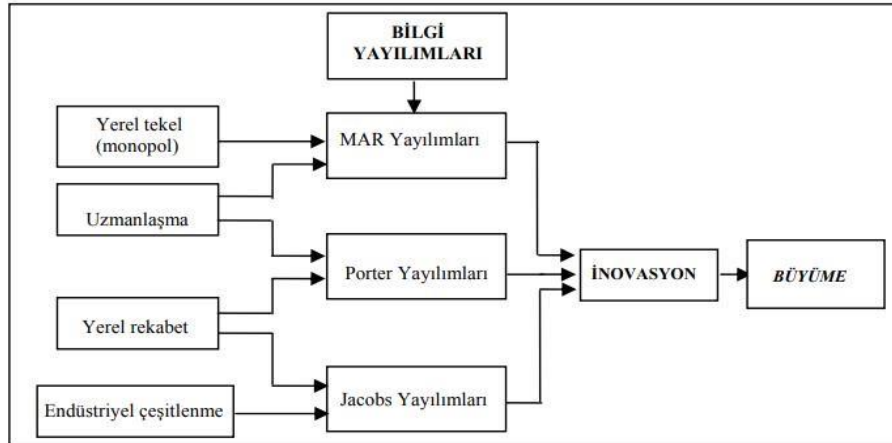 BİLGİ
YAYILIMLARI
Yerel tekel
(monopol)
MAR Yayılımları
Uzmanlaşma
Porter Yayılımları
İNOVASYON
BÜYÜME
Yerel rekabet
Jacobs Yayılımları
Endüstriyel çeşitlenme